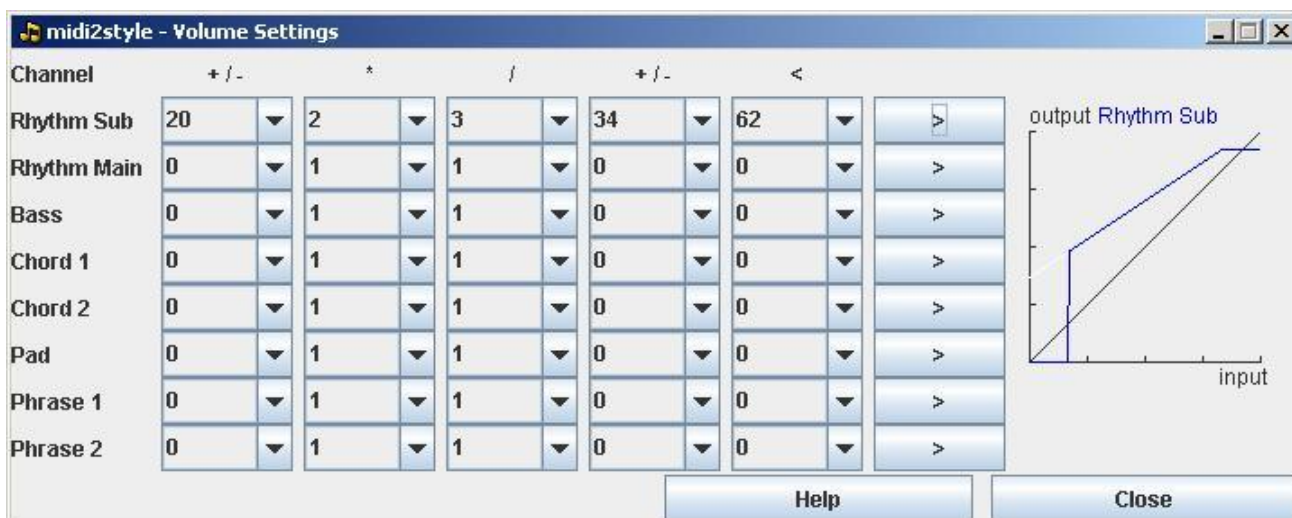 midi2style - Volume Settings
Channel + / - * / + / - <
Rhythm Sub 20 2 3 34 62 >
Rhythm Main 0 1 1 0 0 >
Bass 0 1 1 0 0 >
Chord 1 0 1 1 0 0 >
Chord 2 0 1 1 0 0 >
Pad 0 1 1 0 0 >
Phrase 1 0 1 1 0 0 >
Phrase 2 0 1 1 0 0 >
output Rhythm Sub
input
Help Close